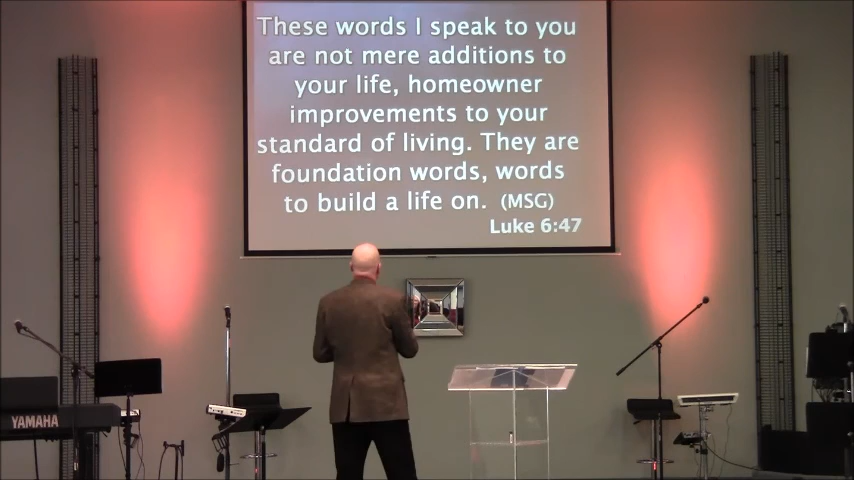 These words I speak to you
are not mere additions to
your life, homeowner
improvements to your
standard of living. They are
foundation words, words
to build a life on. (MSG)
Luke 6:47
YAMAHA